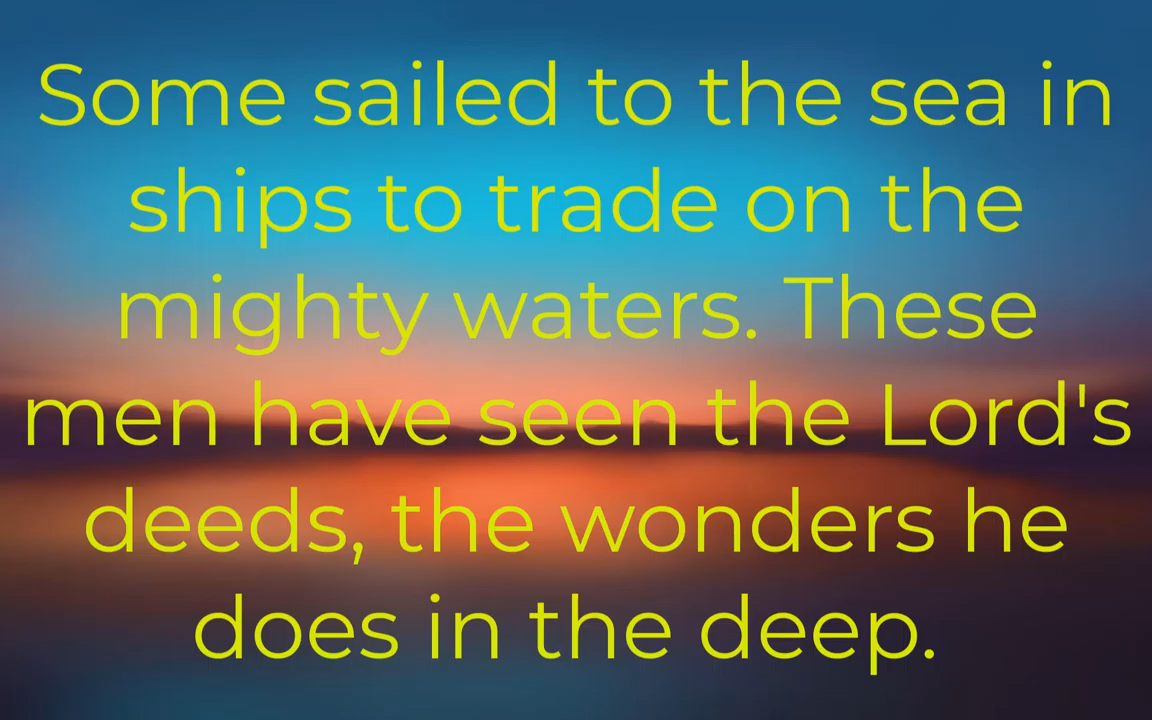 Some sailed to the sea in
ships to trade on the
mighty waters. These
men have seen the Lord's
deeds, the wonders he
does in the deep.